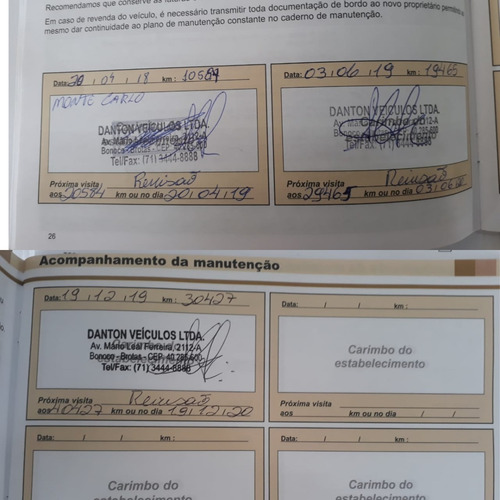 Recomendamos que conserve as faturas
Em caso de revenda do veículo, é necessário transmitir toda documentação de bordo ao novo proprietário
mesmo dar continuidade ao plano de manutenção constante no caderno de manutenção.
Data: 20 , 04 , 18 km : 10584
MONTE CARLO
DANTON VEÍCULOS LTDA.
Tel/Fax: (71) 3444-8888
Próxima visita Revisão
aos 20584 km ou no dia 20,04,19
Data: 03,06,19 km : 19465
DANTON VEÍCULOS LTDA.
Carimbo do
Tel/Fax: (71)
Próxima visita Revisão
aos 29465 km ou no dia 03,06
26
Acompanhamento da manutenção
Data: 19 , 12 , 19 km : 30427
DANTON VEÍCULOS LTDA.
Av. Mário Leal Ferreira, 2112-A
Bonoco - Brotas - CEP: 40.285-600
Tel/Fax: (71) 3444-8888
Próxima visita Revisão
aos 40427 km ou no dia 19,12,20
Data: / / km :
Carimbo do
estabelecimento
Próxima visita
aos km ou no dia / /
Data: / / km :
Carimbo do
estabelecimento
Data: / / km :
Carimbo do
estabelecimento